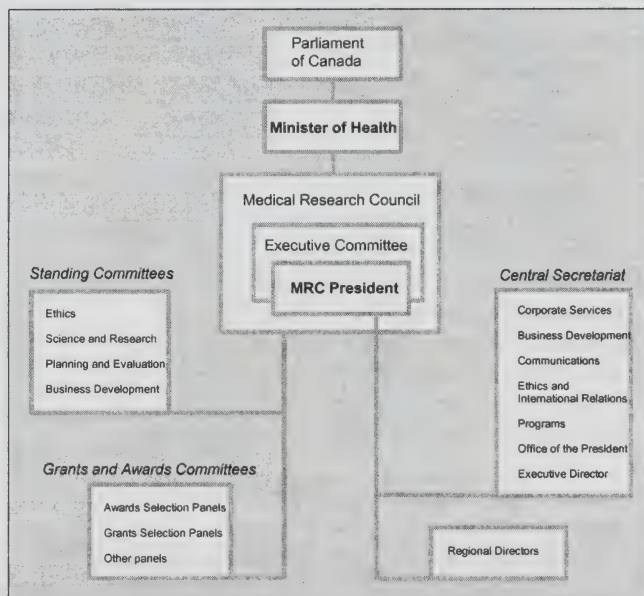 Parliament
of Canada
Minister of Health
Medical Research Council
Executive Committee
MRC President
Standing Committees
Ethics
Science and Research
Planning and Evaluation
Business Development
Central Secretariat
Corporate Services
Business Development
Communications
Ethics and
International Relations
Programs
Office of the President
Executive Director
Grants and Awards Committees
Awards Selection Panels
Grants Selection Panels
Other panels
Regional Directors